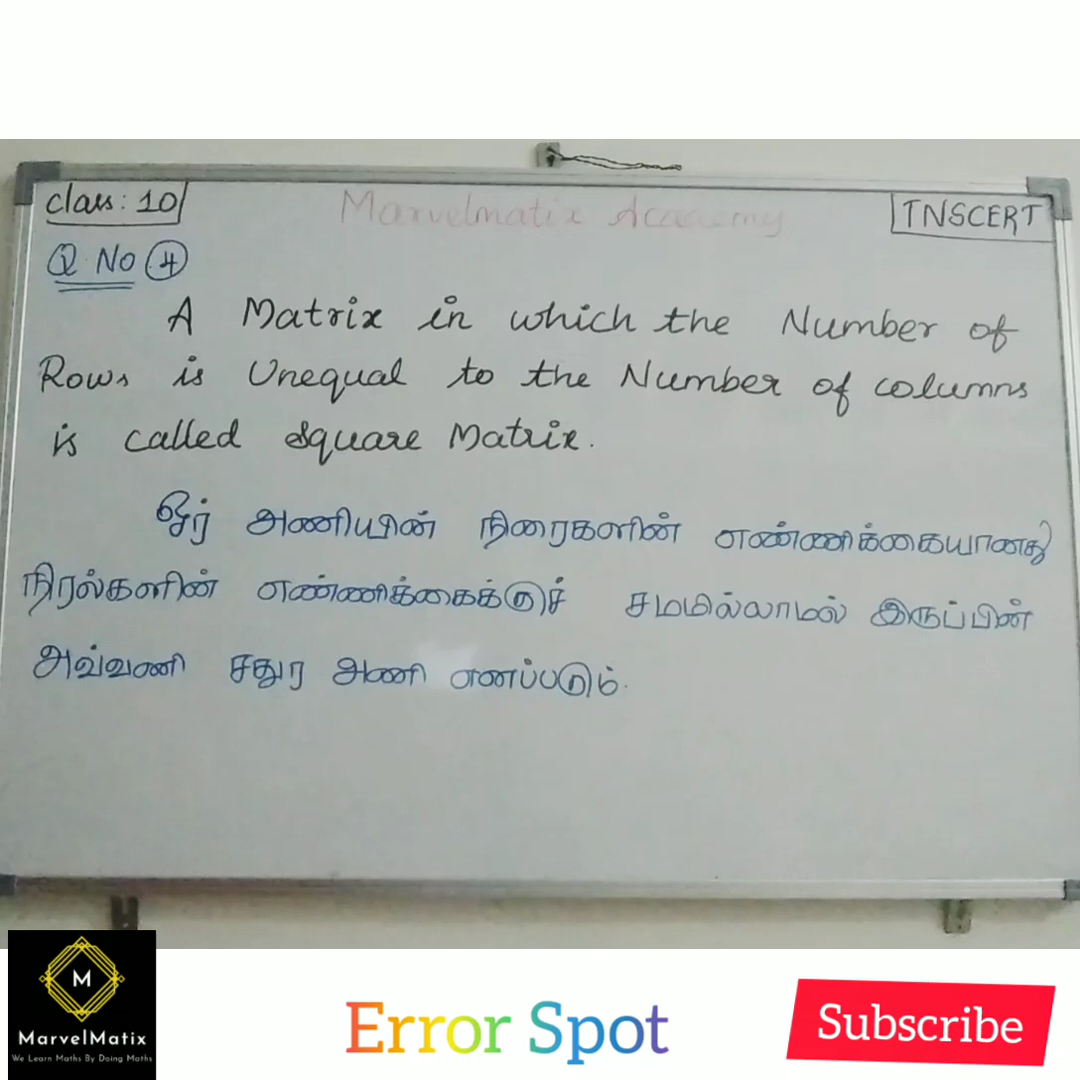 Class: 10
Marvelmatix Academy
TNSCERT
Q. No 4
A Matrix in which the Number of
Rows is Unequal to the Number of columns
is called Square Matrix.
ஓர் அணியின் நிரைகளின் எண்ணிக்கையானது
நிரல்களின் எண்ணிக்கைக்குச் சமமில்லாமல் இருப்பின்
அவ்வணி சதுர அணி எனப்படும்.
M
MarvelMatix
We Learn Maths By Doing Maths
Error Spot
Subscribe